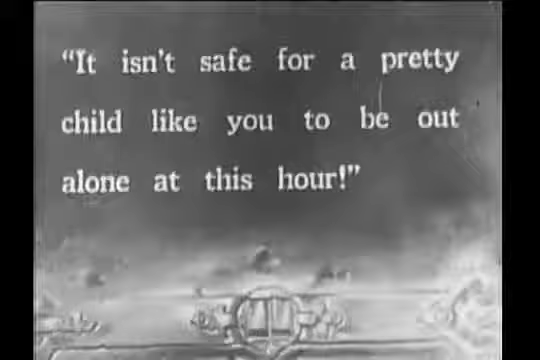 “It isn't safe for a pretty
child like you to be out
alone at this hour!”